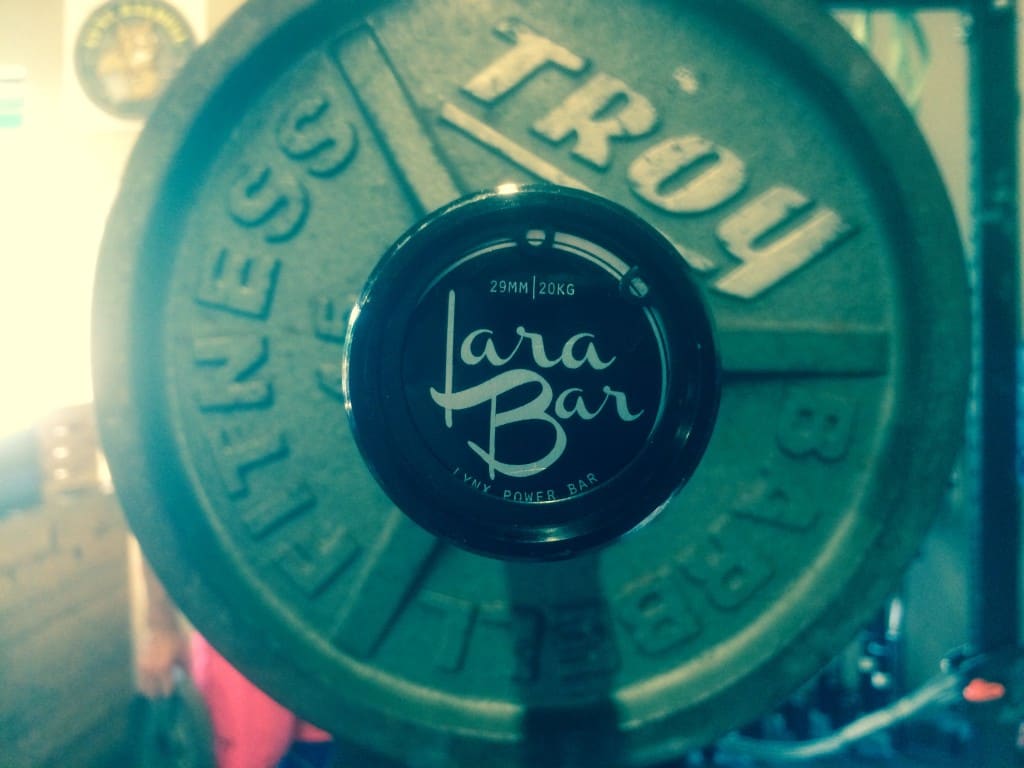 TROY
BARBELL
FITNESS
29MM|20KG
Lara
Bar
LYNX POWER BAR